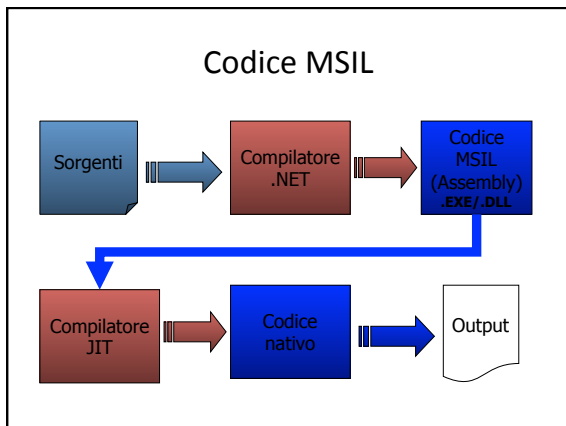 Codice MSIL
Sorgenti
Compilatore
.NET
Codice
MSIL
(Assembly)
.EXE/.DLL
Compilatore
JIT
Codice
nativo
Output